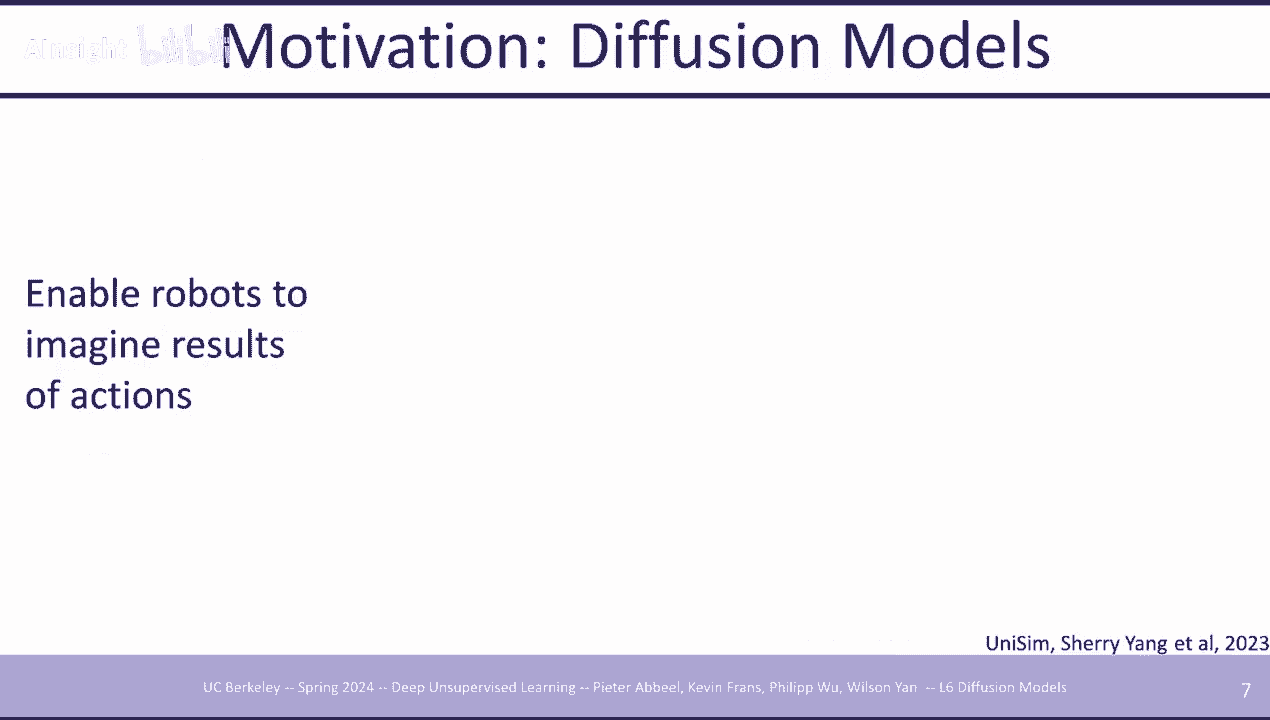 AInsight bilibili
Motivation: Diffusion Models
Enable robots to
imagine results
of actions
UniSim, Sherry Yang et al, 2023
UC Berkeley -- Spring 2024 -- Deep Unsupervised Learning -- Pieter Abbeel, Kevin Frans, Philipp Wu, Wilson Yan -- L6 Diffusion Models
7